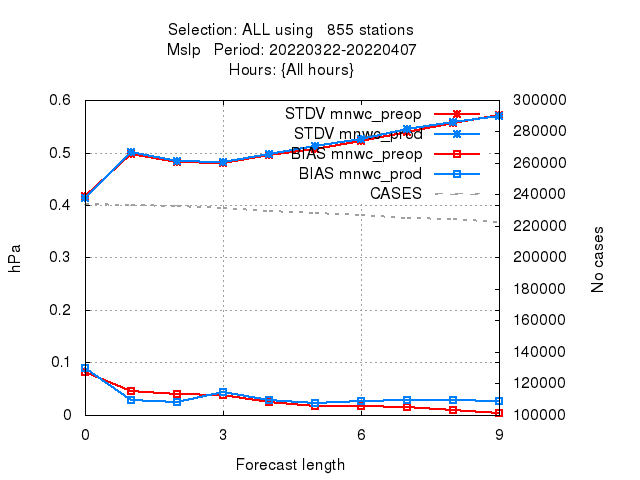 Selection: ALL using   855 stations
Mslp   Period: 20220322-20220407
Hours: {All hours}
STDV mnwc_preop
STDV mnwc_prod
BIAS mnwc_preop
BIAS mnwc_prod
CASES
0.6
0.5
0.4
0.3
0.2
0.1
0
hPa
300000
280000
260000
240000
220000
200000
180000
160000
140000
120000
100000
No cases
0 3 6 9
Forecast length